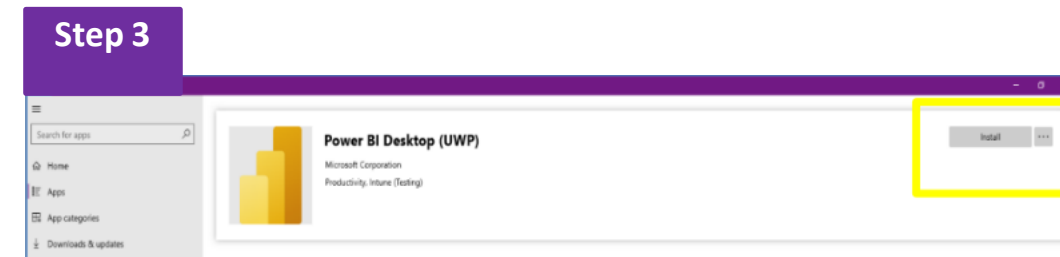 Step 3
Search for apps
Home
Apps
App categories
Downloads & updates
Power BI Desktop (UWP)
Microsoft Corporation
Productivity, Intune (Testing)
Install